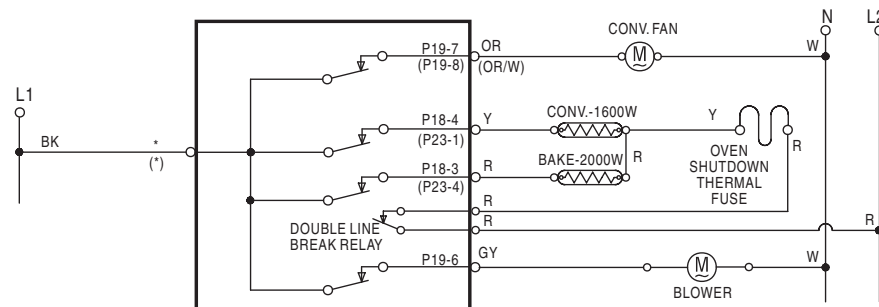 CONV. FAN
N
L2
P19-7
OR
(P19-8)
(OR/W)
M
W
L1
CONV.-1600W
P18-4
Y
Y
(P23-1)
BK
*
(*)
R
BAKE-2000W
R
P18-3
R
(P23-4)
OVEN
SHUTDOWN
THERMAL
FUSE
R
DOUBLE LINE
BREAK RELAY
R
R
P19-6
GY
M
W
BLOWER